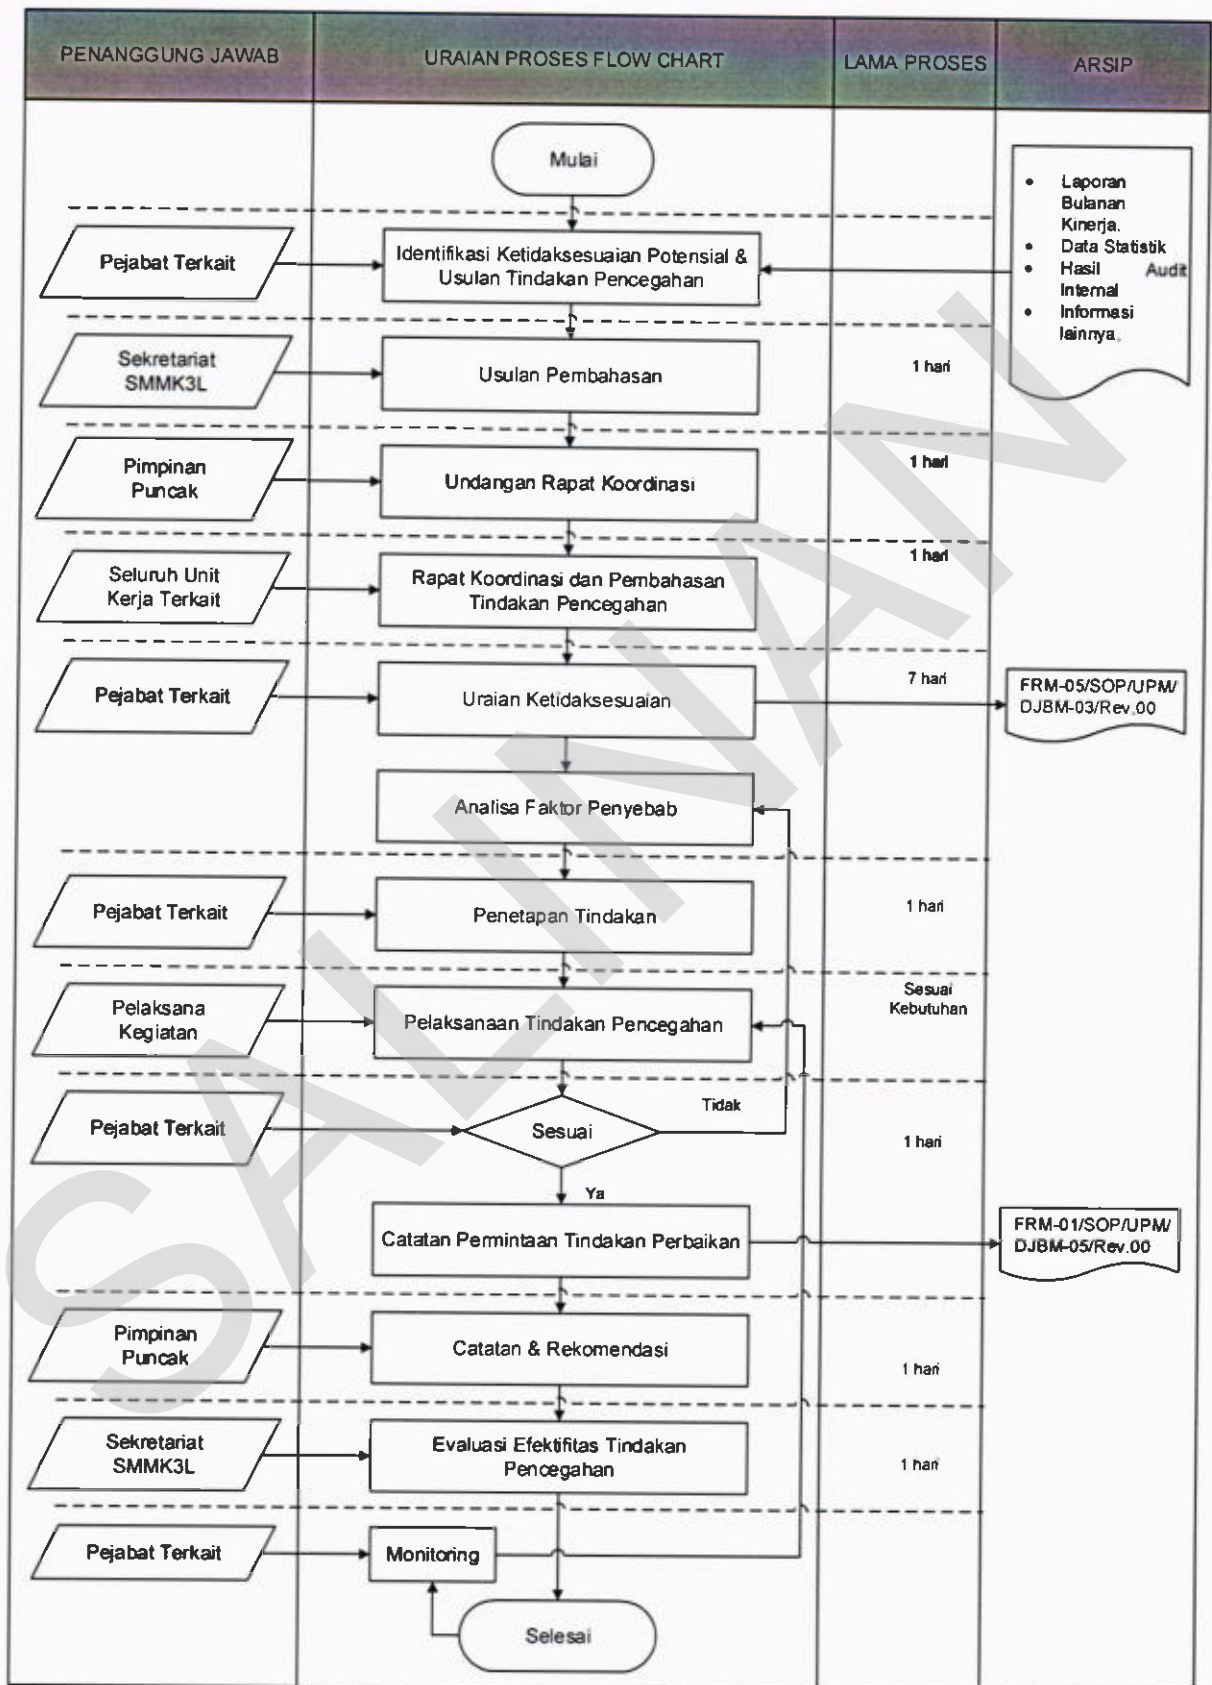 PENANGGUNG JAWAB
URAIAN PROSES FLOW CHART
LAMA PROSES
ARSIP
Mulai
Pejabat Terkait
Identifikasi Ketidaksesuaian Potensial &
Usulan Tindakan Pencegahan
• Laporan
Bulanan
Kinerja.
• Data Statistik
• Hasil Audit
Internal
• Informasi
lainnya.
Sekretariat
SMMK3L
Usulan Pembahasan
1 hari
Pimpinan
Puncak
Undangan Rapat Koordinasi
1 hari
Seluruh Unit
Kerja Terkait
Rapat Koordinasi dan Pembahasan
Tindakan Pencegahan
1 hari
Pejabat Terkait
Uraian Ketidaksesuaian
7 hari
FRM-05/SOP/UPM/
DJBM-03/Rev.00
Analisa Faktor Penyebab
Pejabat Terkait
Penetapan Tindakan
1 hari
Pelaksana
Kegiatan
Pelaksanaan Tindakan Pencegahan
Sesuai
Kebutuhan
Pejabat Terkait
Sesuai
Tidak
1 hari
Ya
Catatan Permintaan Tindakan Perbaikan
FRM-01/SOP/UPM/
DJBM-05/Rev.00
Pimpinan
Puncak
Catatan & Rekomendasi
1 hari
Sekretariat
SMMK3L
Evaluasi Efektifitas Tindakan
Pencegahan
1 hari
Pejabat Terkait
Monitoring
Selesai
SALINAN